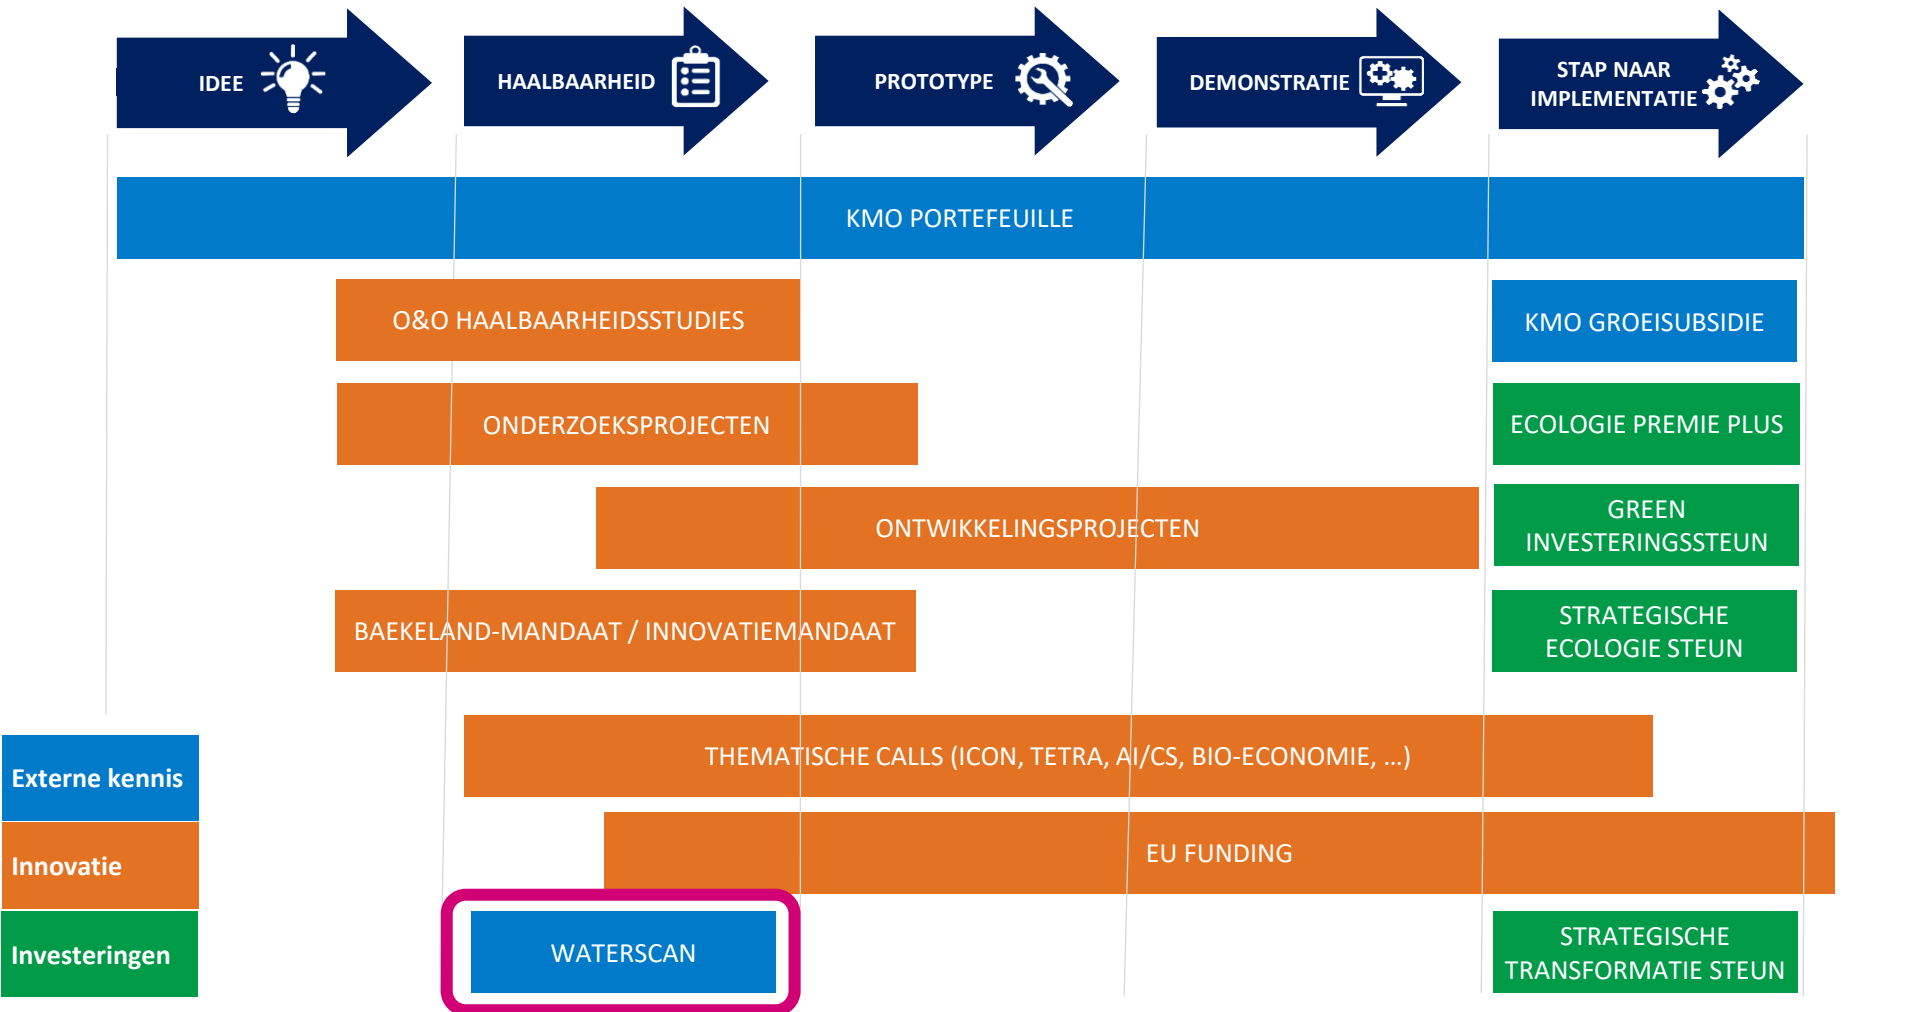 IDEE
HAALBAARHEID
PROTOTYPE
DEMONSTRATIE
STAP NAAR
IMPLEMENTATIE
KMO PORTEFEUILLE
O&O HAALBAARHEIDSSTUDIES
KMO GROEISUBSIDIE
ONDERZOEKSPROJECTEN
ECOLOGIE PREMIE PLUS
ONTWIKKELINGSPROJECTEN
GREEN
INVESTERINGSSTEUN
BAEKELAND-MANDAAT / INNOVATIEMANDAAT
STRATEGISCHE
ECOLOGIE STEUN
THEMATISCHE CALLS (ICON, TETRA, AI/CS, BIO-ECONOMIE, ...)
Externe kennis
EU FUNDING
Innovatie
WATERSCAN
STRATEGISCHE
TRANSFORMATIE STEUN
Investeringen